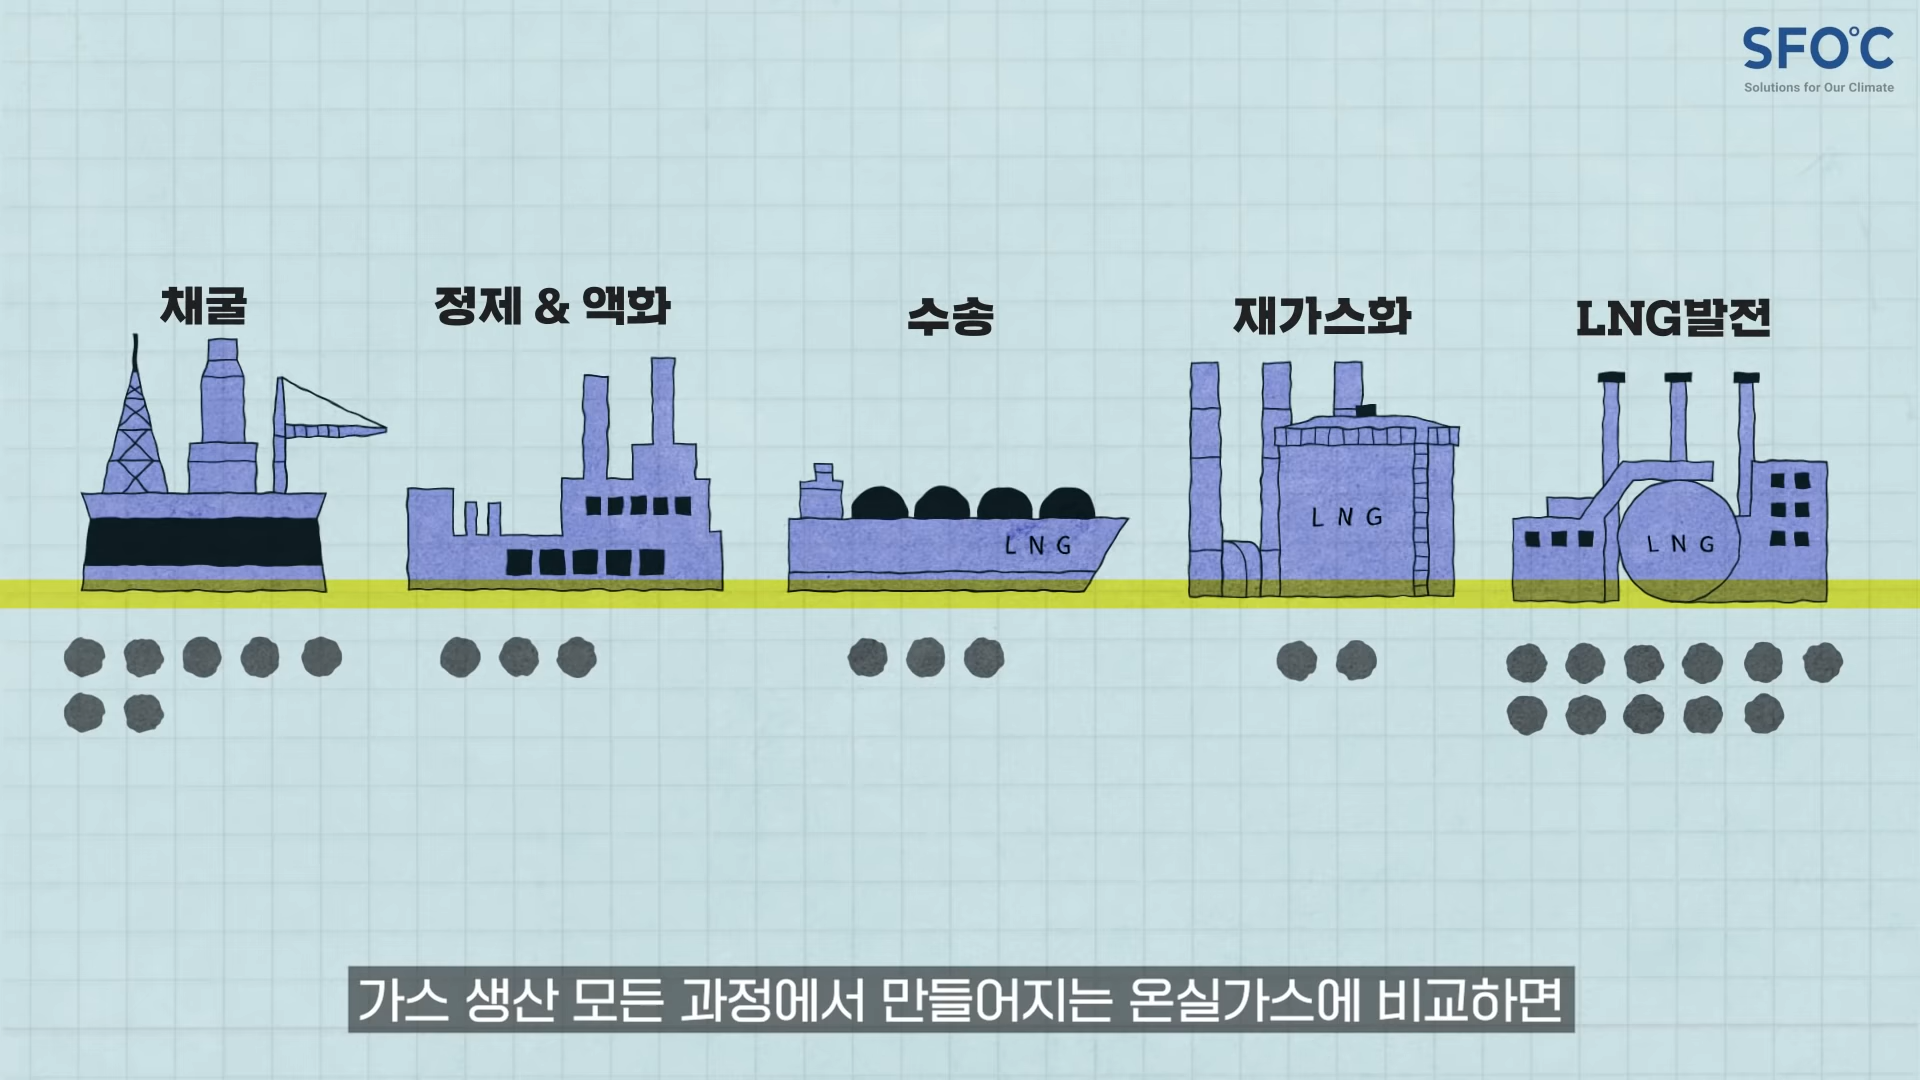 SFO°C
Solutions for Our Climate
채굴
정제 & 액화
수송
재가스화
LNG발전
LNG
LNG
LNG
가스 생산 모든 과정에서 만들어지는 온실가스에 비교하면